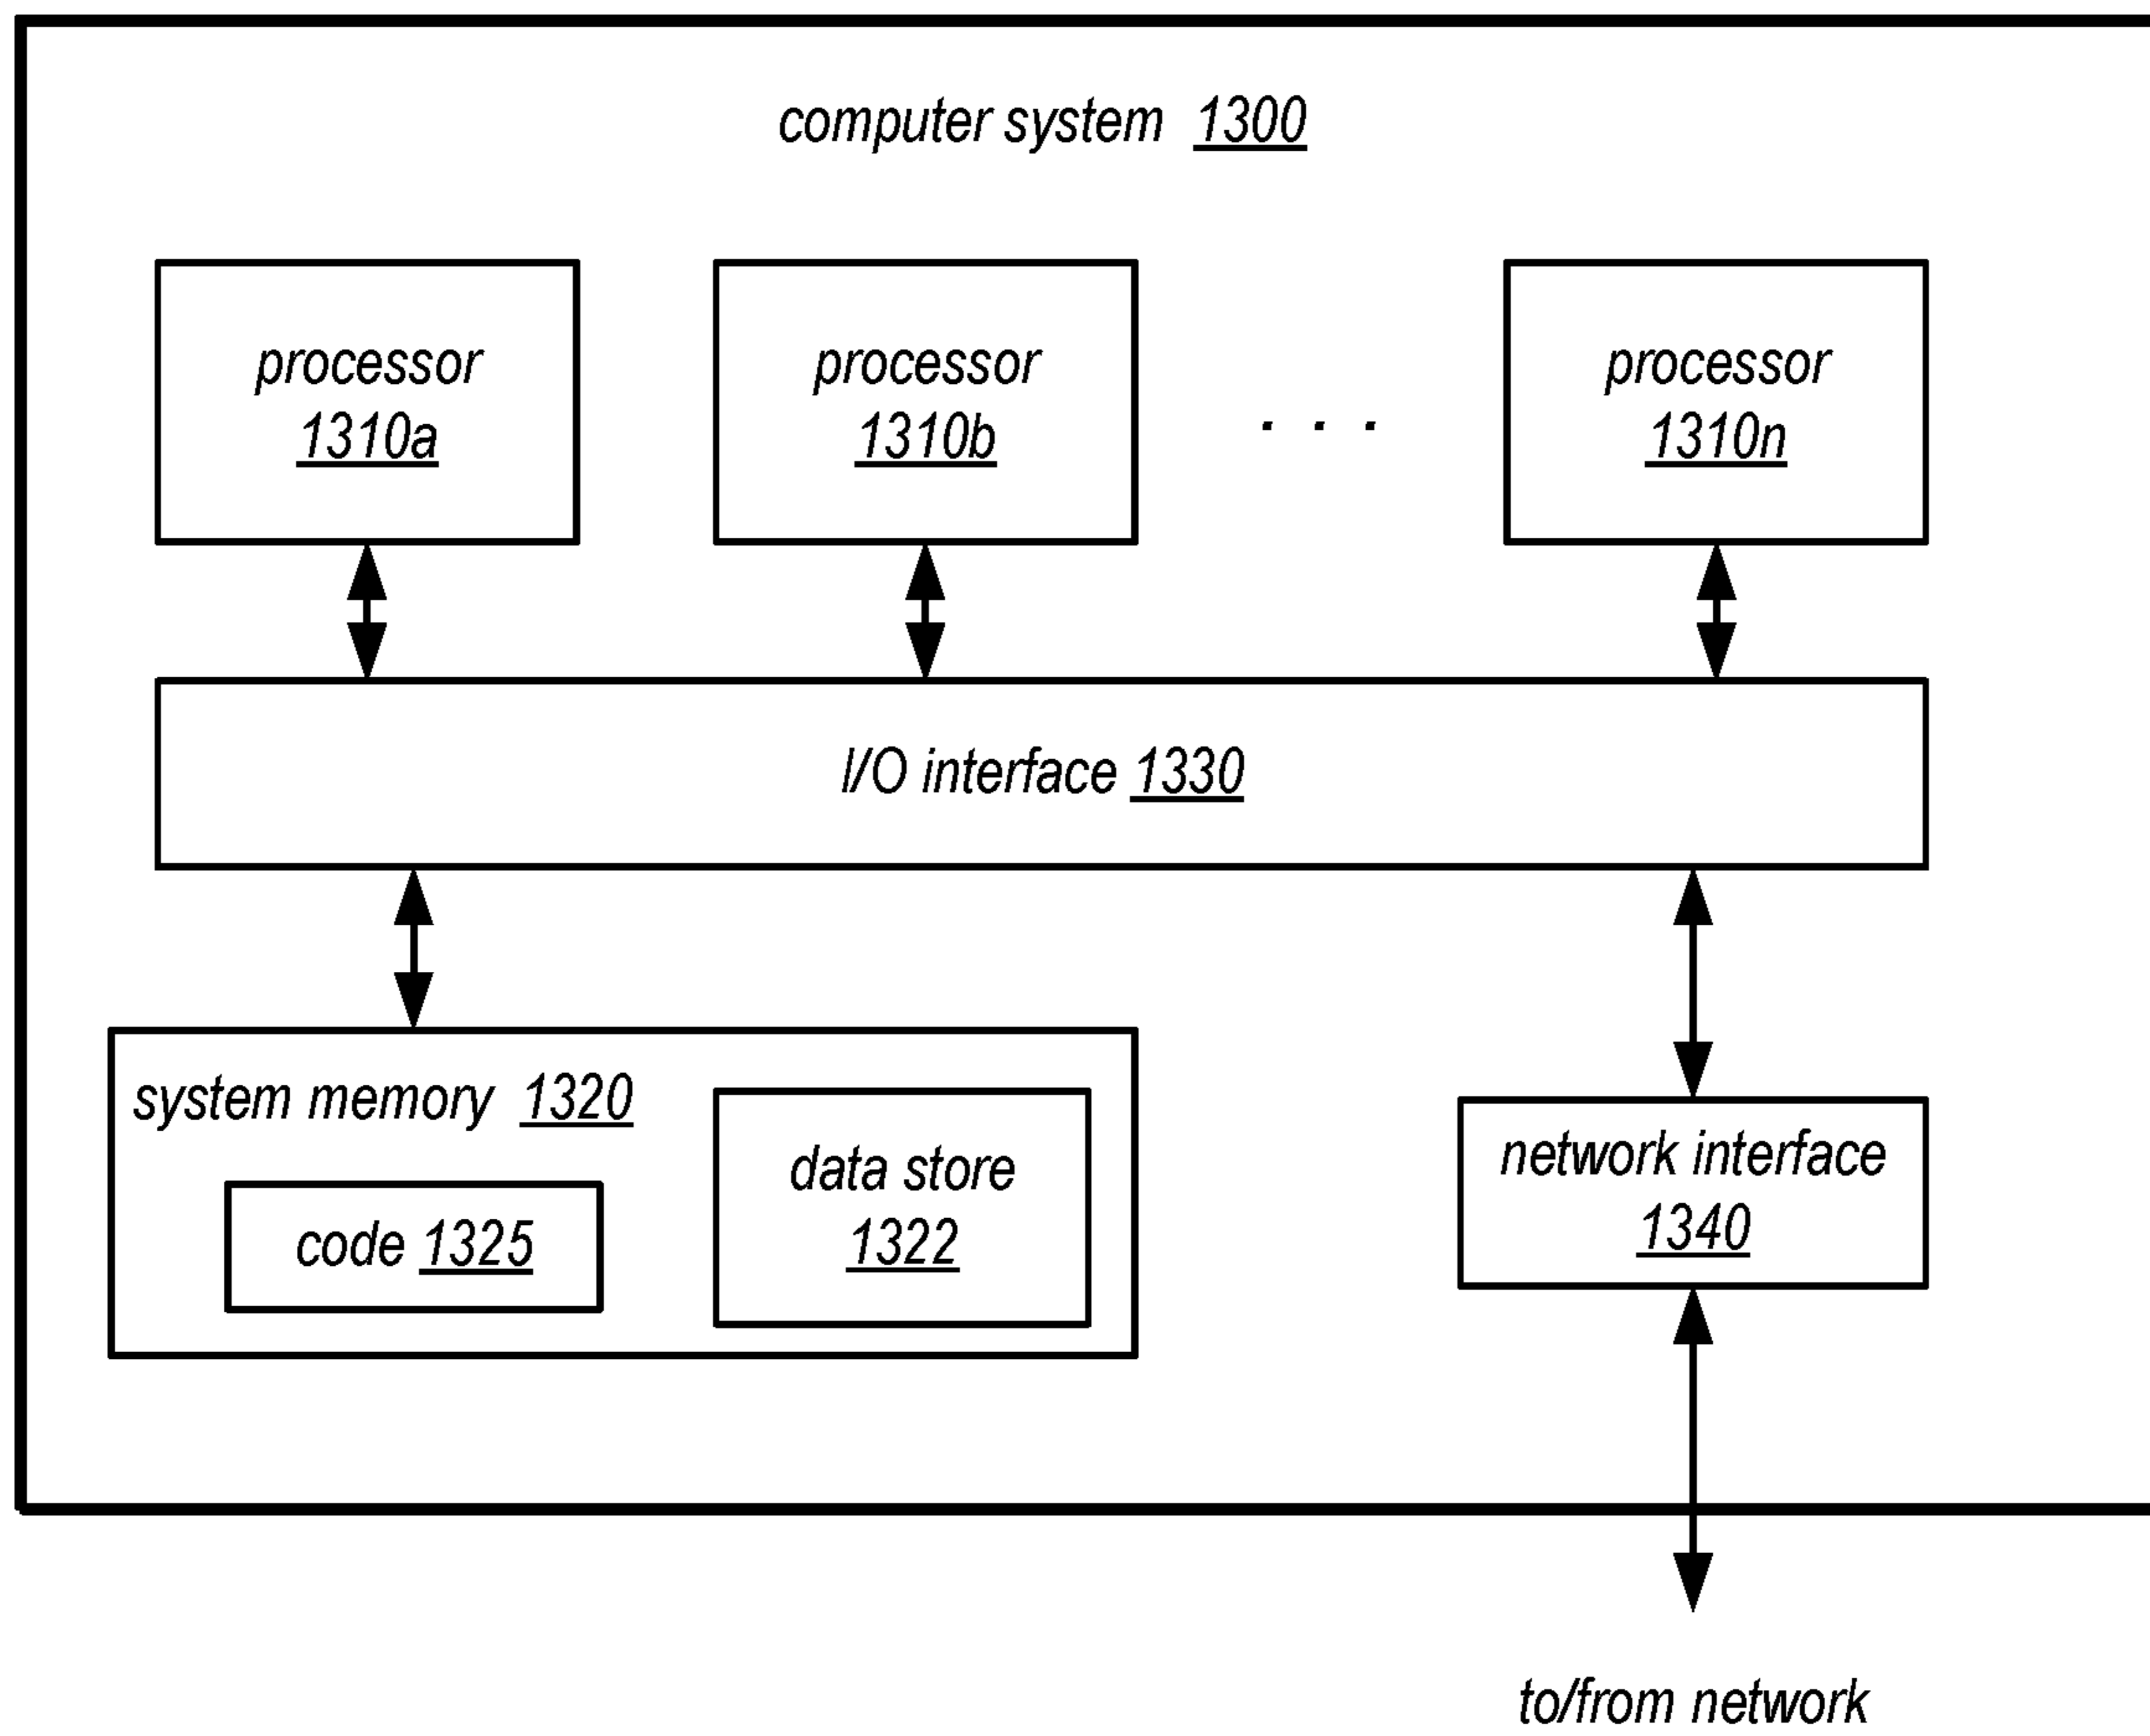 computer system 1300
processor
1310a
processor
1310b
. . .
processor
1310n
I/O interface 1330
system memory 1320
code 1325
data store
1322
network interface
1340
to/from network